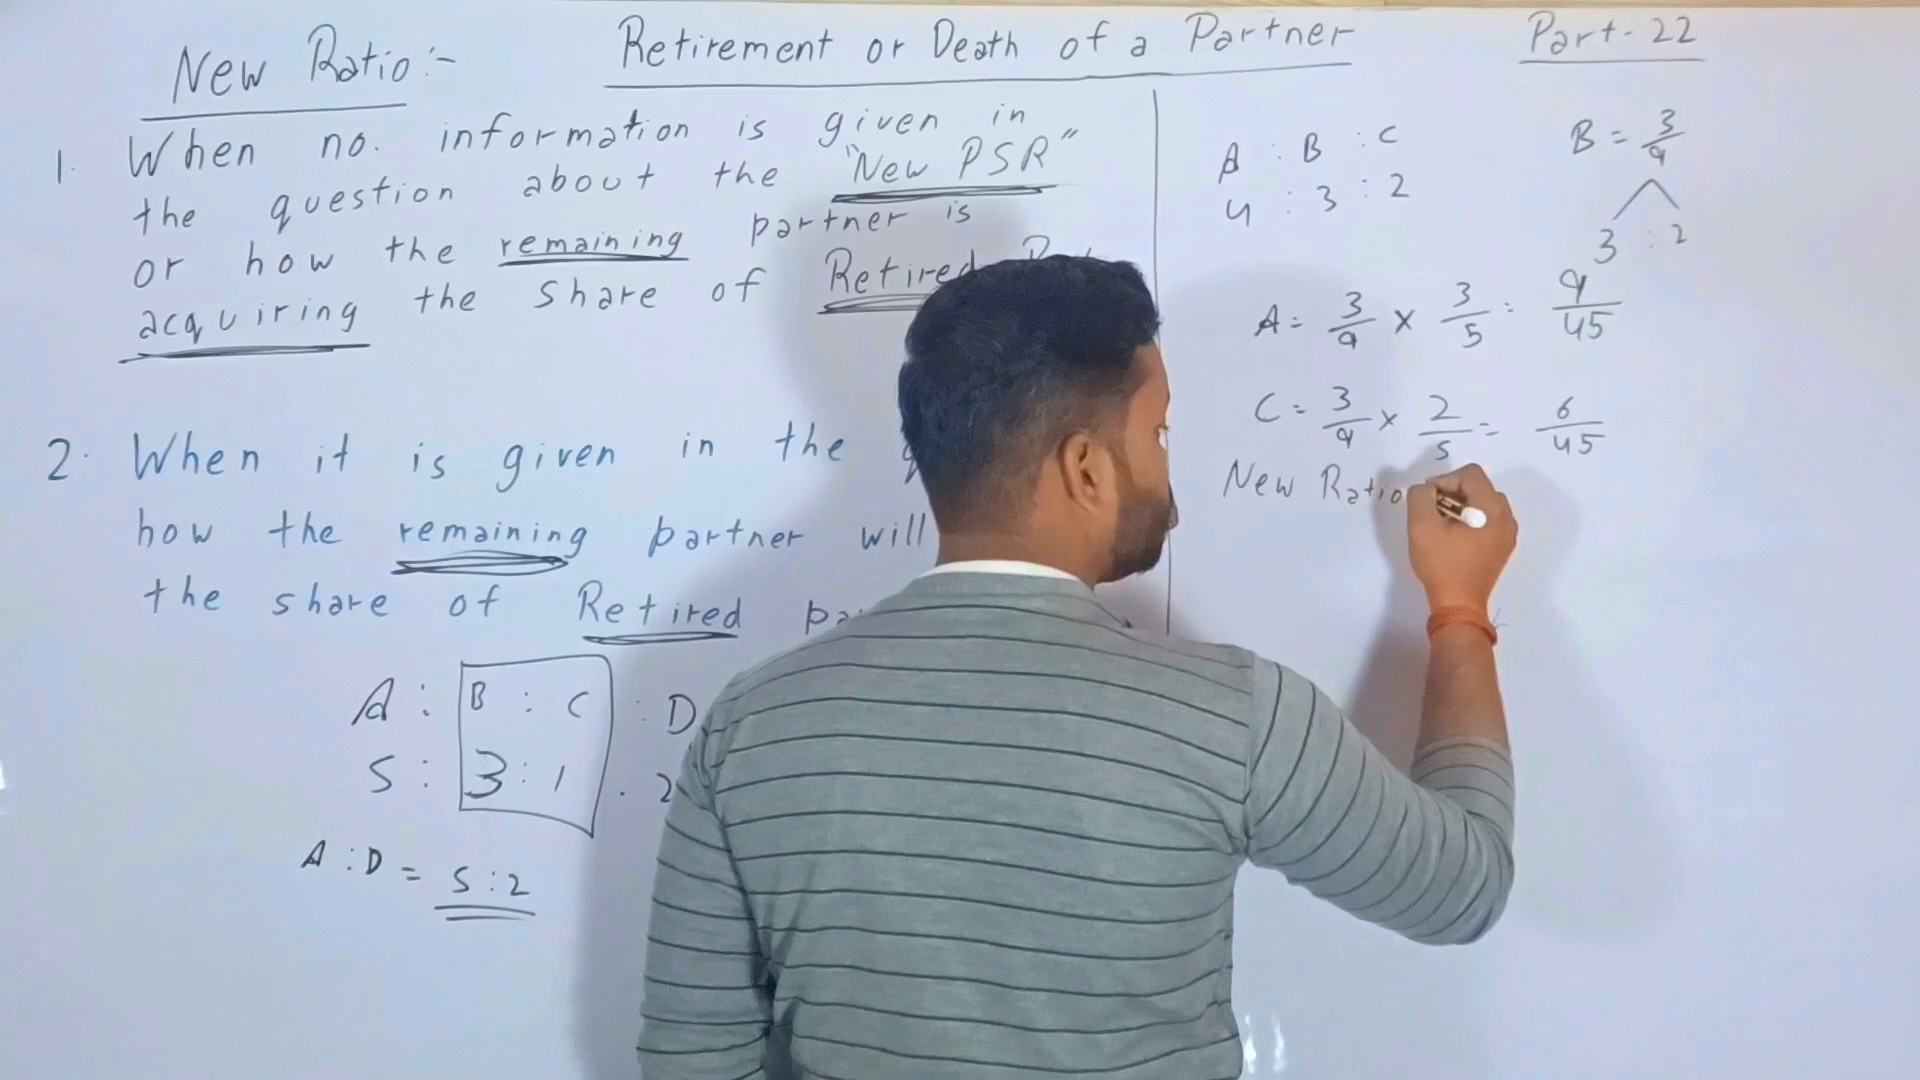 New Ratio :-
Retirement or Death of a Partner
Part-22
1. When no. information is given in
the question about the "New PSR"
or how the remaining partner is
acquiring the share of Retired
2. When it is given in the
how the remaining partner will
the share of Retired
A : B : C : D
5 : 3 : 1 : 2
A : D = 5 : 2
A : B : C
4 : 3 : 2
B = 3/9
3 : 2
A = 3/9 × 3/5 = 9/45
C = 3/9 × 2/5 = 6/45
New Ratio